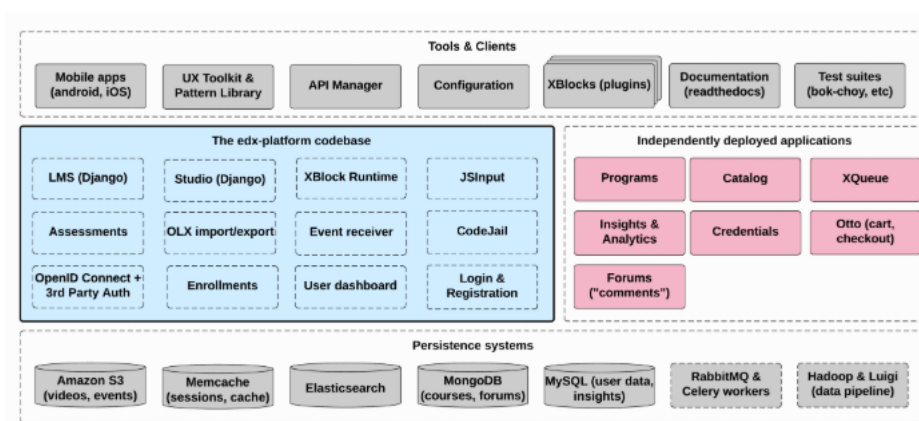 Tools & Clients
Mobile apps
(android, iOS)
UX Toolkit &
Pattern Library
API Manager
Configuration
XBlocks (plugins)
Documentation
(readthedocs)
Test suites
(bok-choy, etc)
The edx-platform codebase
LMS (Django)
Studio (Django)
XBlock Runtime
JSInput
Assessments
OLX import/export
Event receiver
CodeJail
OpenID Connect +
3rd Party Auth
Enrollments
User dashboard
Login &
Registration
Independently deployed applications
Programs
Catalog
XQueue
Insights &
Analytics
Credentials
Otto (cart,
checkout)
Forums
("comments")
Persistence systems
Amazon S3
(videos, events)
Memcache
(sessions, cache)
Elasticsearch
MongoDB
(courses, forums)
MySQL (user data,
insights)
RabbitMQ &
Celery workers
Hadoop & Luigi
(data pipeline)